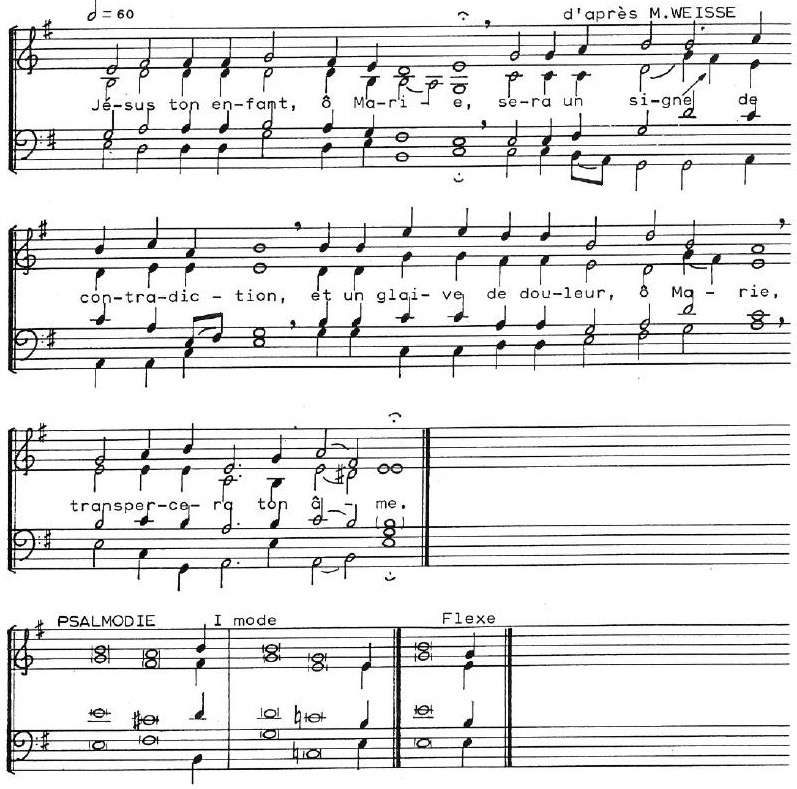 = 60 d'après M.WEISSE
Jé-sus ton en-fant, ô Ma-ri - e, se-ra un si-gne de
con-tra-dic - tion, et un glai- ve de dou-leur, ô Ma - rie,
transper-ce- ra ton â - me.
PSALMODIE I mode Flexe